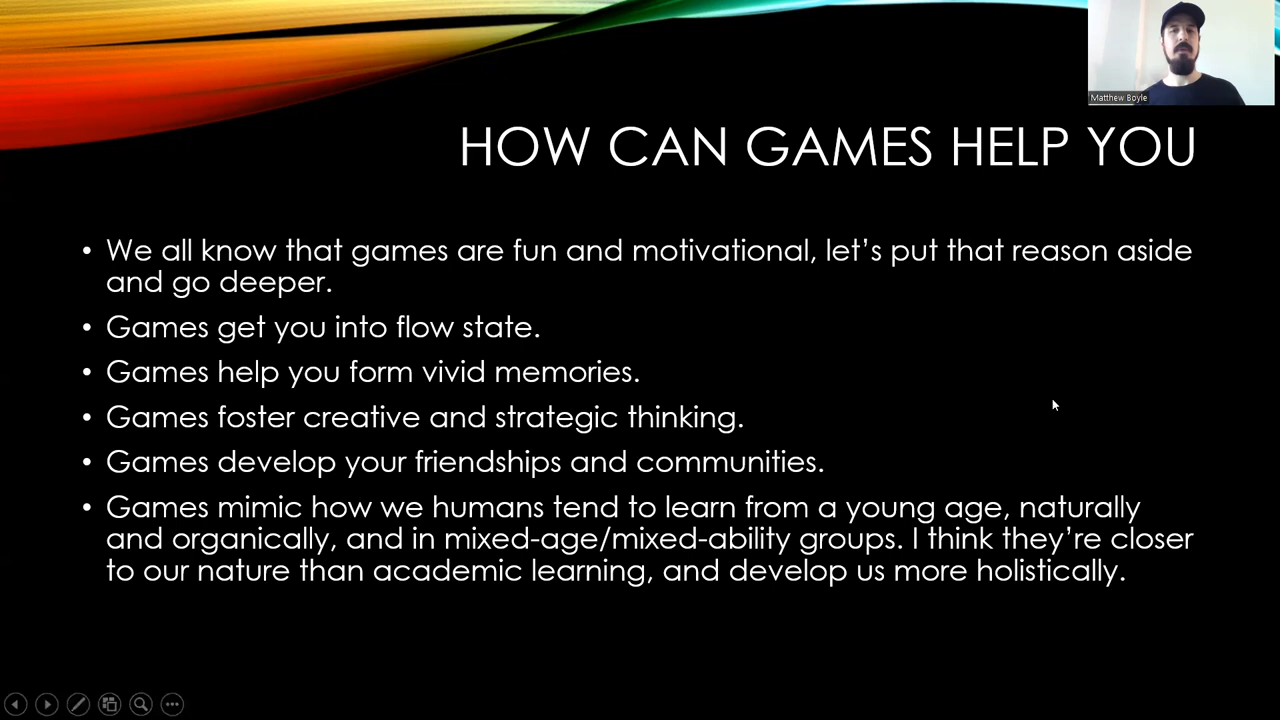 Matthew Boyle
HOW CAN GAMES HELP YOU
• We all know that games are fun and motivational, let's put that reason aside
and go deeper.
• Games get you into flow state.
• Games help you form vivid memories.
• Games foster creative and strategic thinking.
• Games develop your friendships and communities.
• Games mimic how we humans tend to learn from a young age, naturally
and organically, and in mixed-age/mixed-ability groups. I think they're closer
to our nature than academic learning, and develop us more holistically.